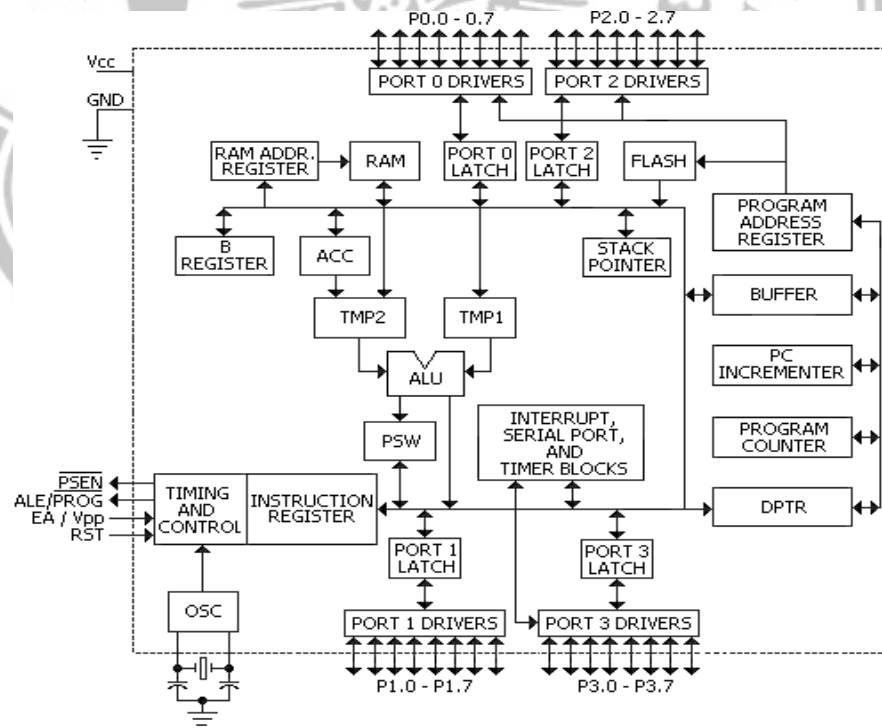 P0.0 - 0.7
P2.0 - 2.7
Vcc
PORT 0 DRIVERS
PORT 2 DRIVERS
GND
RAM ADDR.
REGISTER
RAM
PORT 0
LATCH
PORT 2
LATCH
FLASH
B
REGISTER
ACC
STACK
POINTER
PROGRAM
ADDRESS
REGISTER
TMP2
TMP1
BUFFER
ALU
PC
INCREMENTER
PSW
INTERRUPT,
SERIAL PORT,
AND
TIMER BLOCKS
PROGRAM
COUNTER
PSEN
ALE/PROG
EA / Vpp
RST
TIMING
AND
CONTROL
INSTRUCTION
REGISTER
DPTR
PORT 1
LATCH
PORT 3
LATCH
OSC
PORT 1 DRIVERS
PORT 3 DRIVERS
P1.0 - P1.7
P3.0 - P3.7